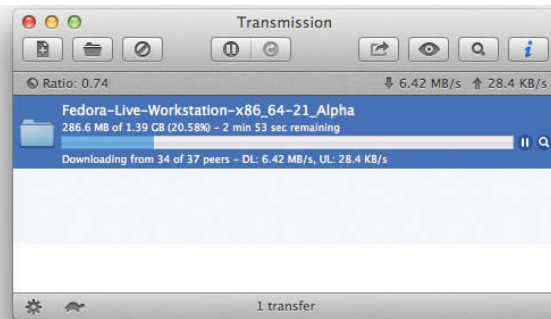 Transmission
Ratio: 0.74 6.42 MB/s 28.4 KB/s
Fedora-Live-Workstation-x86_64-21_Alpha
286.6 MB of 1.39 GB (20.58%) - 2 min 53 sec remaining
Downloading from 34 of 37 peers - DL: 6.42 MB/s, UL: 28.4 KB/s
1 transfer